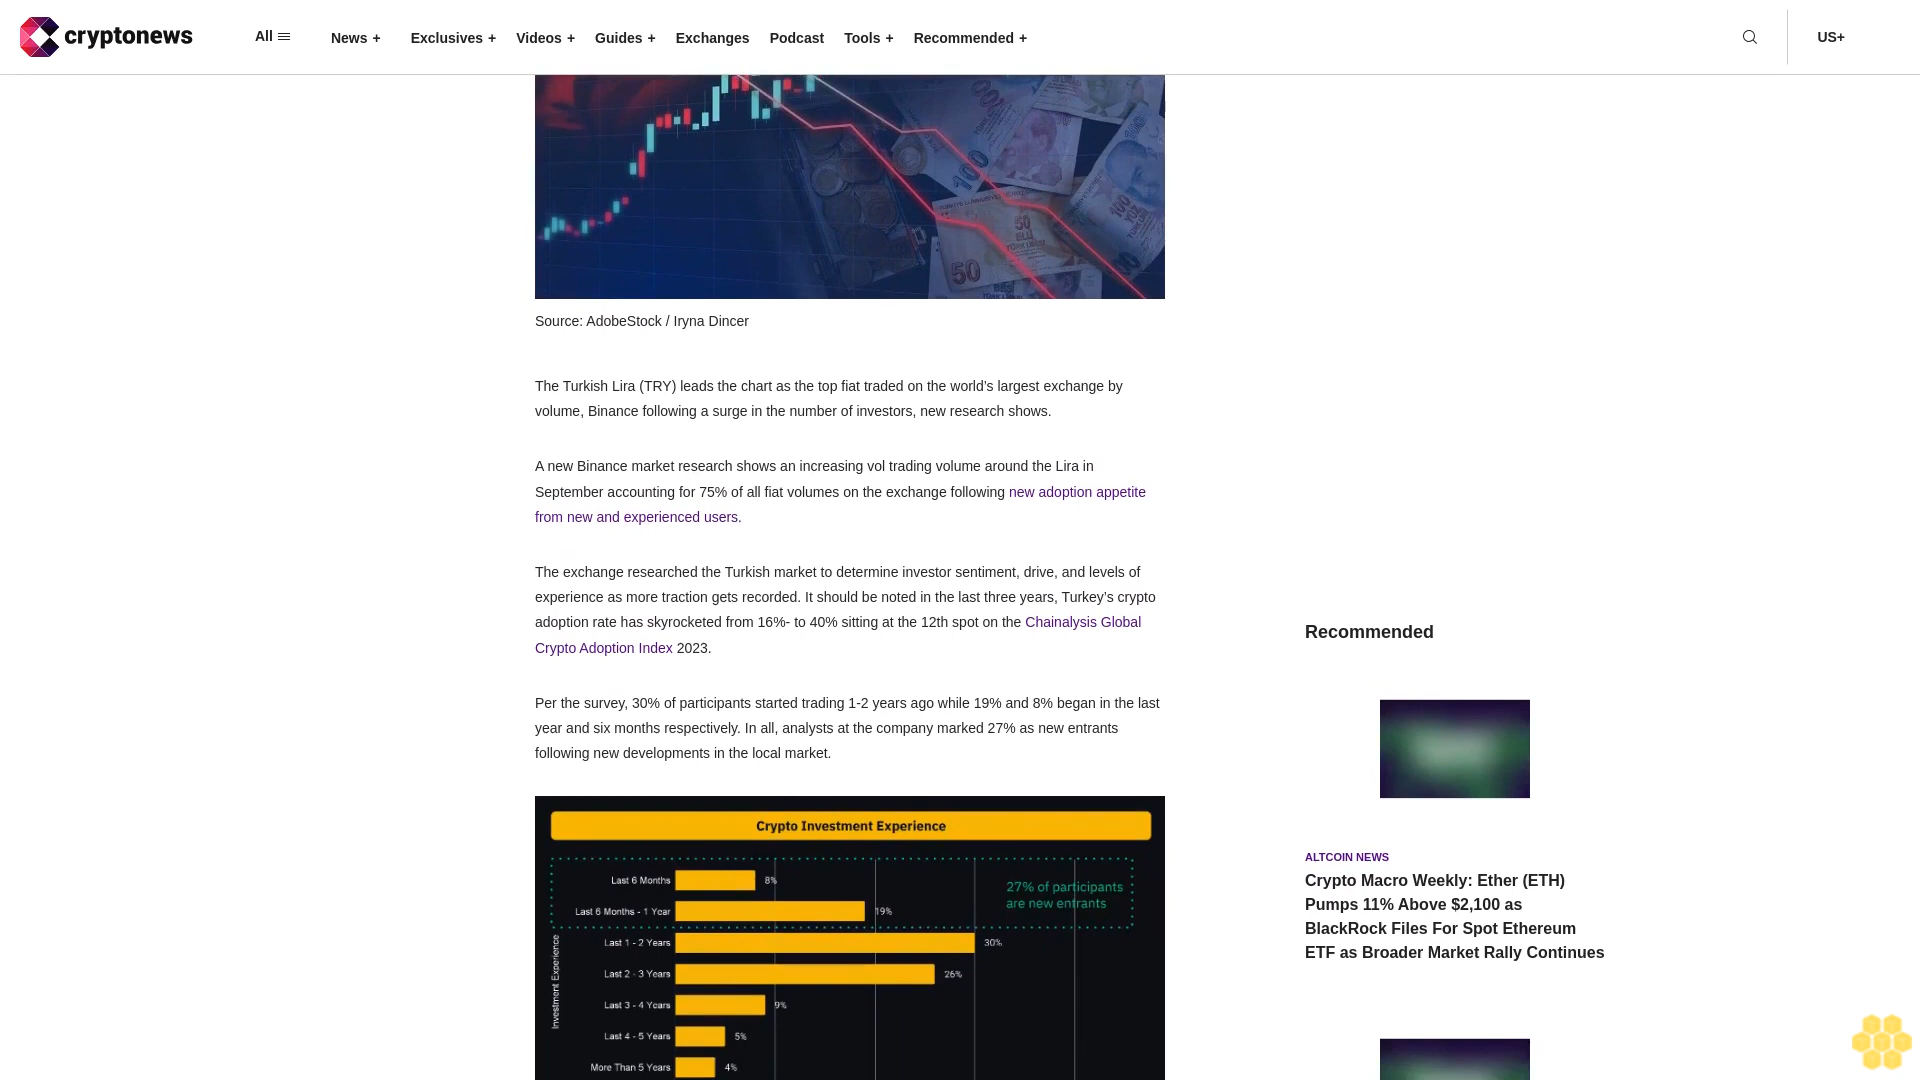 cryptonews
All
News +
Exclusives +
Videos +
Guides +
Exchanges
Podcast
Tools +
Recommended +
US+
100
50
ELLİ
TÜRK LİRASI
100
YÜZ
50
Source: AdobeStock / Iryna Dincer
The Turkish Lira (TRY) leads the chart as the top fiat traded on the world’s largest exchange by
volume, Binance following a surge in the number of investors, new research shows.
A new Binance market research shows an increasing vol trading volume around the Lira in
September accounting for 75% of all fiat volumes on the exchange following new adoption appetite
from new and experienced users.
The exchange researched the Turkish market to determine investor sentiment, drive, and levels of
experience as more traction gets recorded. It should be noted in the last three years, Turkey’s crypto
adoption rate has skyrocketed from 16%- to 40% sitting at the 12th spot on the Chainalysis Global
Crypto Adoption Index 2023.
Per the survey, 30% of participants started trading 1-2 years ago while 19% and 8% began in the last
year and six months respectively. In all, analysts at the company marked 27% as new entrants
following new developments in the local market.
Crypto Investment Experience
Last 6 Months 8%
27% of participants
are new entrants
Last 6 Months - 1 Year 19%
Last 1 - 2 Years 30%
Last 2 - 3 Years 26%
Last 3 - 4 Years 9%
Last 4 - 5 Years 5%
More Than 5 Years 4%
Investment Experience
Recommended
ALTCOIN NEWS
Crypto Macro Weekly: Ether (ETH)
Pumps 11% Above $2,100 as
BlackRock Files For Spot Ethereum
ETF as Broader Market Rally Continues